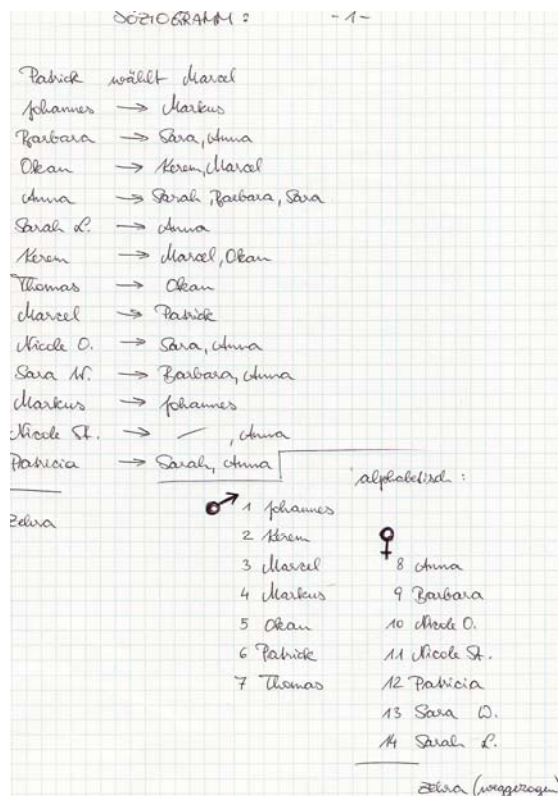 SOZIOGRAMM: -1-
Patrick wählt Marcel
Johannes → Markus
Barbara → Sara, Anna
Okan → Kerem, Marcel
Anna → Sarah, Barbara, Sara
Sarah L. → Anna
Kerem → Marcel, Okan
Thomas → Okan
Marcel → Patrick
Nicole O. → Sara, Anna
Sara W. → Barbara, Anna
Markus → Johannes
Nicole St. → —, Anna
Patricia → Sarah, Anna
Zehra
alphabetisch:
♂ 1 Johannes
2 Kerem
3 Marcel
4 Markus
5 Okan
6 Patrick
7 Thomas
♀ 8 Anna
9 Barbara
10 Nicole O.
11 Nicole St.
12 Patricia
13 Sara W.
14 Sarah L.
Zehra (weggezogen)